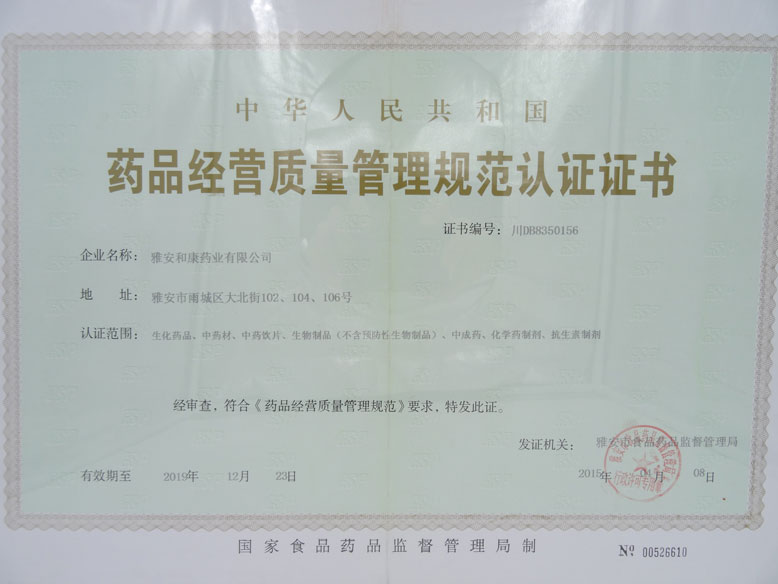 中华人民共和国
药品经营质量管理规范认证证书
证书编号：川DB8350156
企业名称：雅安和康药业有限公司
地 址：雅安市雨城区大北街102、104、106号
认证范围：生化药品、中药材、中药饮片、生物制品（不含预防性生物制品）、中成药、化学药制剂、抗生素制剂
经审查，符合《药品经营质量管理规范》要求，特发此证。
发证机关：雅安市食品药品监督管理局
有效期至 2019年 12月 23日
2015年 04月 08日
行政许可专用章
国家食品药品监督管理局制
Nº 00526610